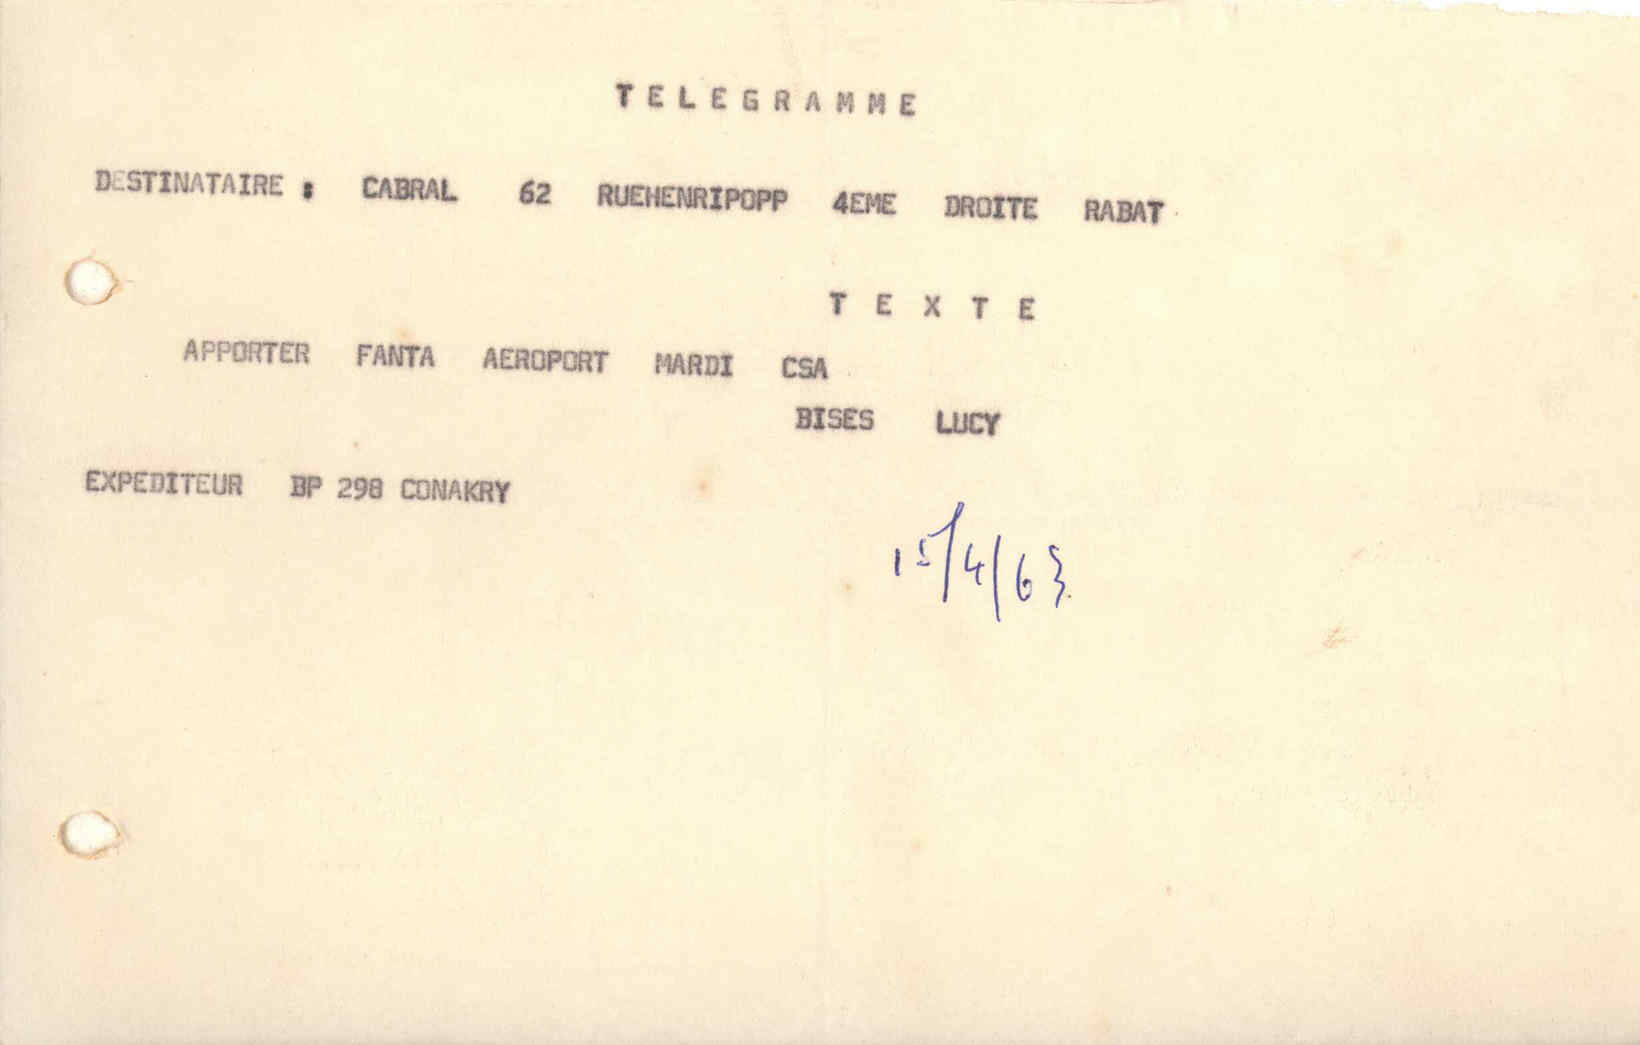 TELEGRAMME
DESTINATAIRE : CABRAL 62 RUEHENRIPOPP 4EME DROITE RABAT
TEXTE
APPORTER FANTA AEROPORT MARDI CSA
BISES LUCY
EXPEDITEUR BP 298 CONAKRY
15/4/63